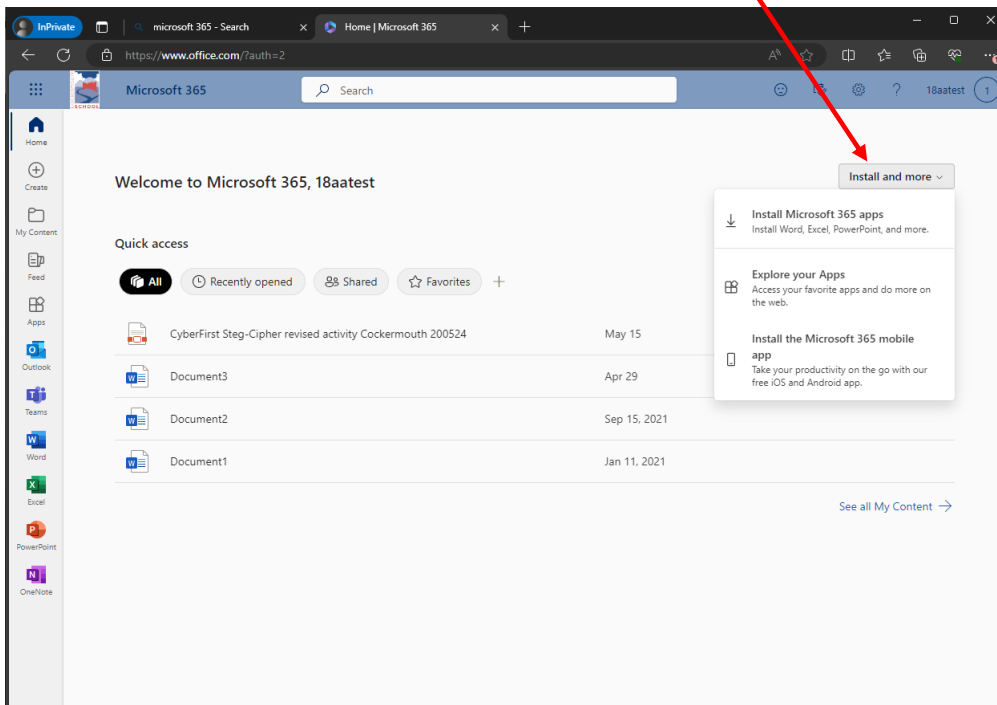 InPrivate
microsoft 365 - Search
Home | Microsoft 365
https://www.office.com/?auth=2
SCHOOL
Microsoft 365
Search
18aatest
1
Home
Create
My Content
Feed
Apps
Outlook
Teams
Word
Excel
PowerPoint
OneNote
Welcome to Microsoft 365, 18aatest
Install and more
Install Microsoft 365 apps
Install Word, Excel, PowerPoint, and more.
Explore your Apps
Access your favorite apps and do more on
the web.
Install the Microsoft 365 mobile
app
Take your productivity on the go with our
free iOS and Android app.
Quick access
All
Recently opened
Shared
Favorites
CyberFirst Steg-Cipher revised activity Cockermouth 200524 May 15
Document3 Apr 29
Document2 Sep 15, 2021
Document1 Jan 11, 2021
See all My Content